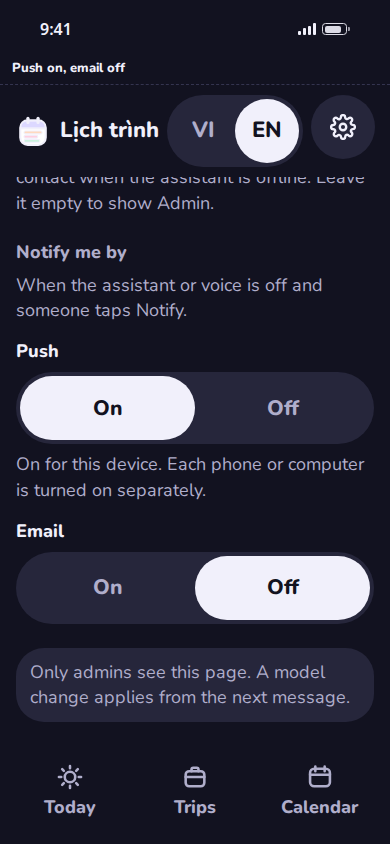 9:41
Push on, email off
Lịch trình
VI
EN
contact when the assistant is offline. Leave
it empty to show Admin.
Notify me by
When the assistant or voice is off and
someone taps Notify.
Push
On
Off
On for this device. Each phone or computer
is turned on separately.
Email
On
Off
Only admins see this page. A model
change applies from the next message.
Today
Trips
Calendar